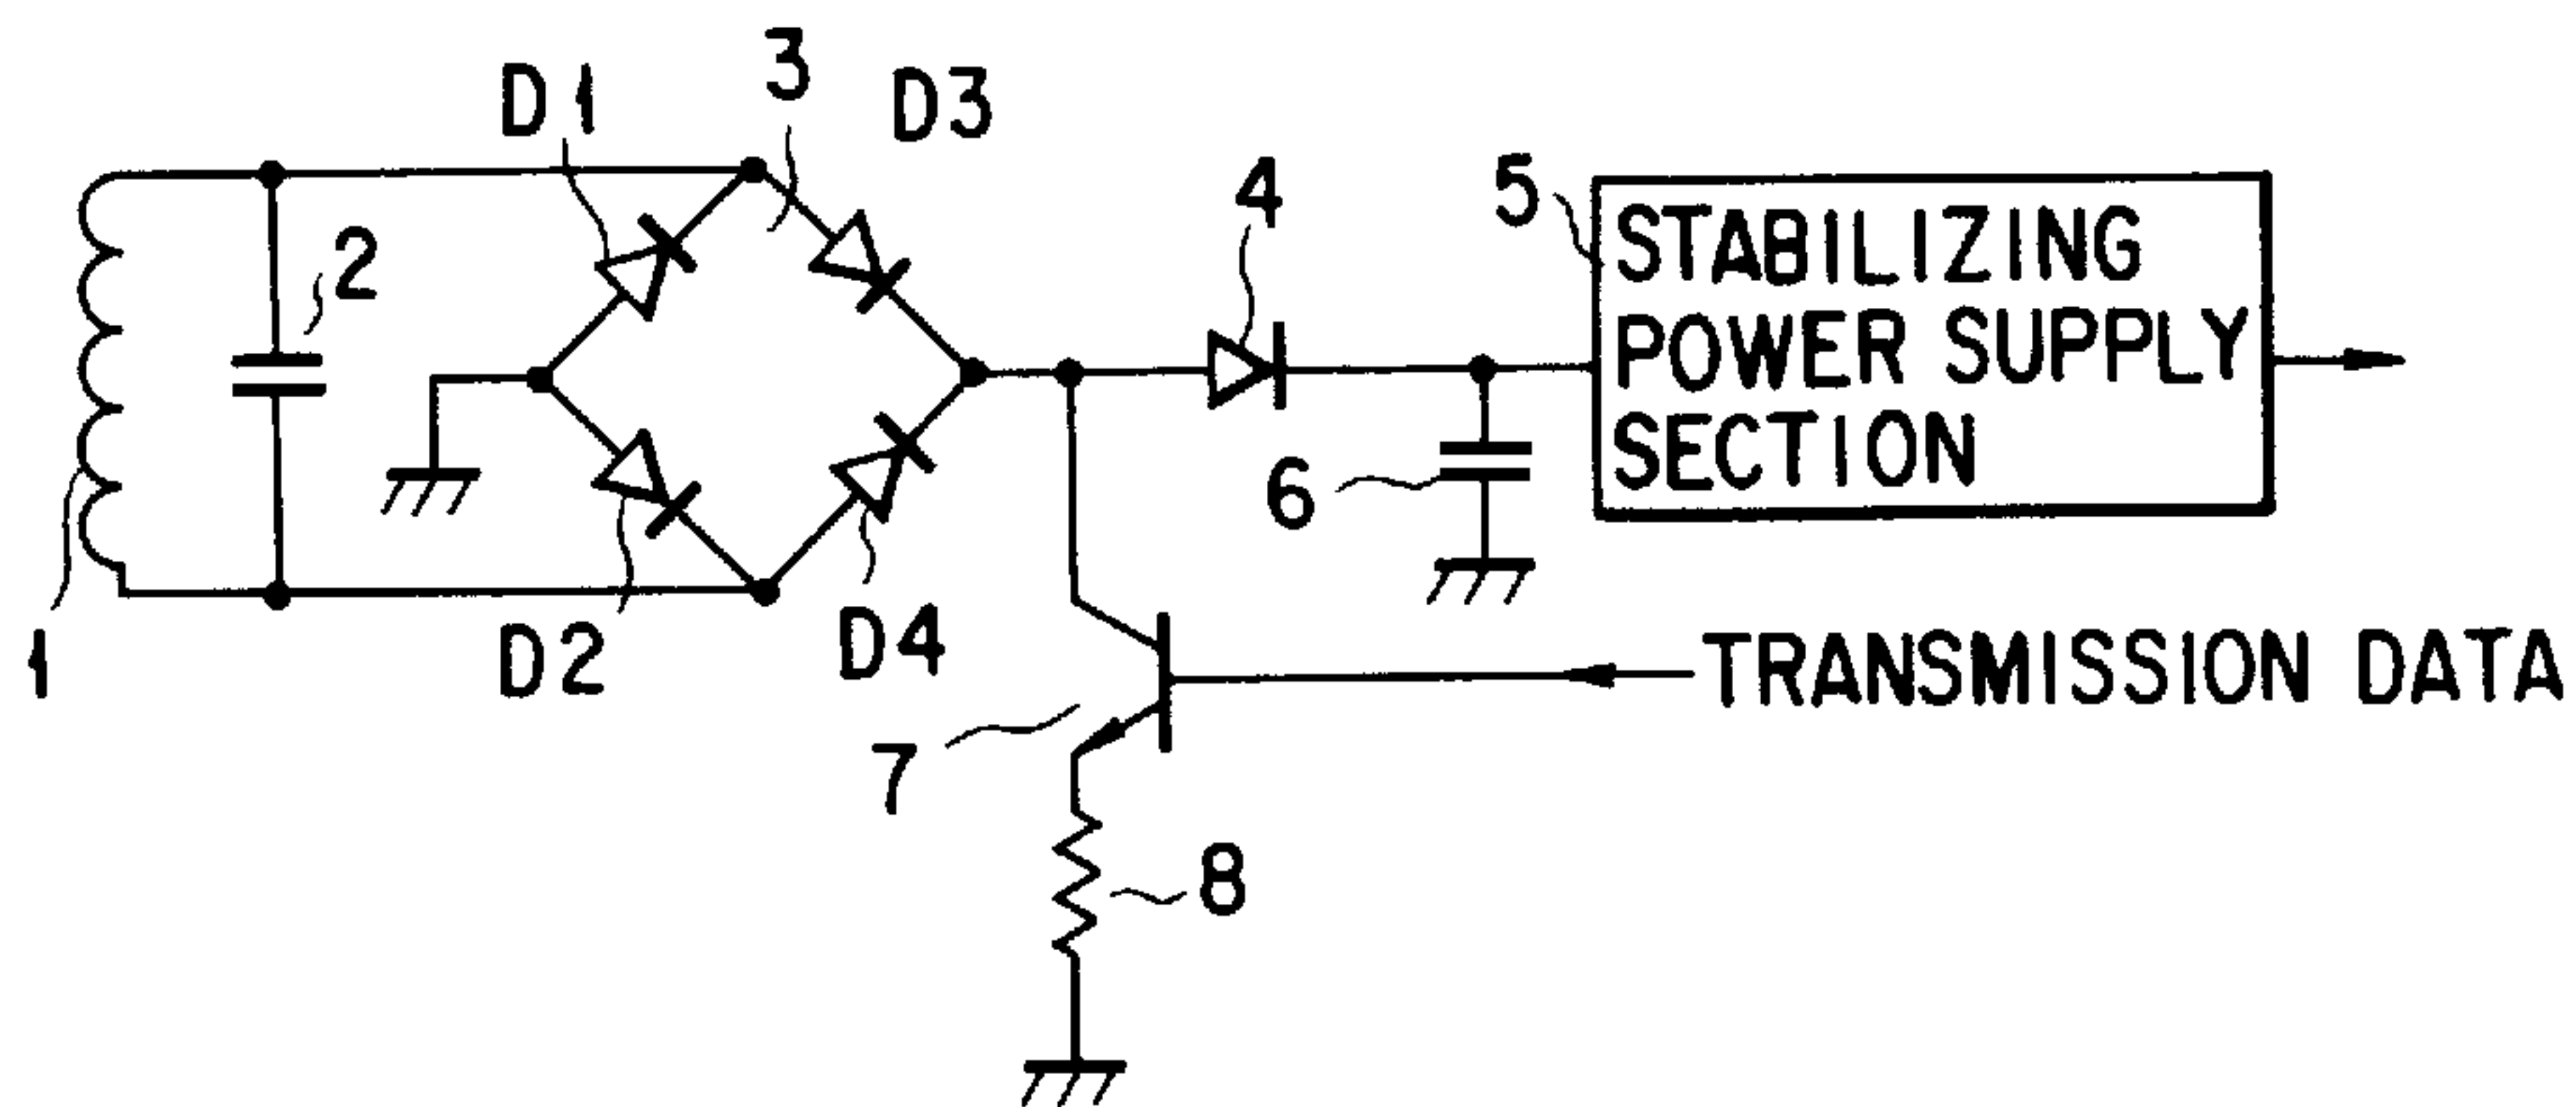 3
D1
D3
4
5
STABILIZING
POWER SUPPLY
SECTION
2
6
1
D2
D4
TRANSMISSION DATA
7
8